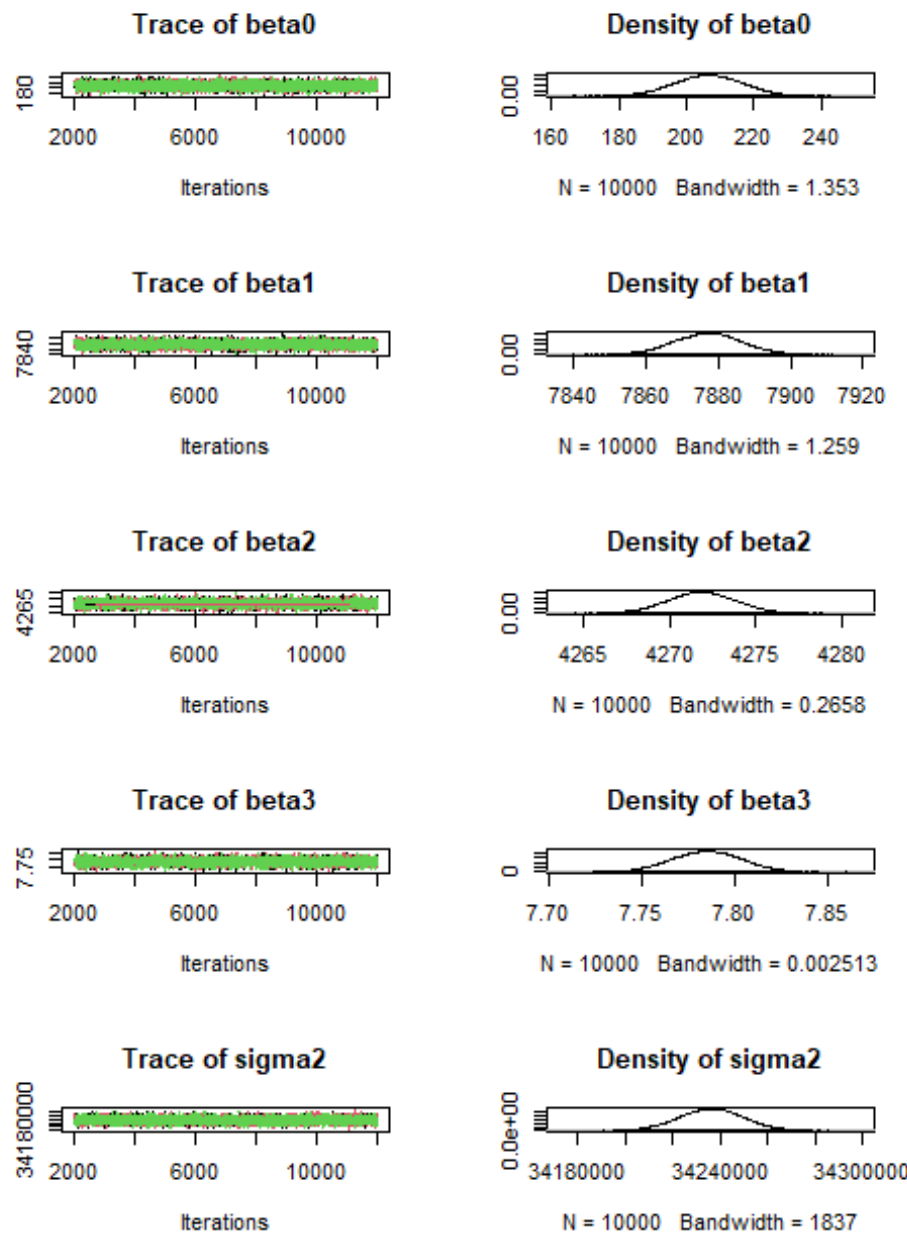 Trace of beta0
180
2000 6000 10000
Iterations
Density of beta0
0.00
160 180 200 220 240
N = 10000 Bandwidth = 1.353
Trace of beta1
7840
2000 6000 10000
Iterations
Density of beta1
0.00
7840 7860 7880 7900 7920
N = 10000 Bandwidth = 1.259
Trace of beta2
4265
2000 6000 10000
Iterations
Density of beta2
0.00
4265 4270 4275 4280
N = 10000 Bandwidth = 0.2658
Trace of beta3
7.75
2000 6000 10000
Iterations
Density of beta3
0
7.70 7.75 7.80 7.85
N = 10000 Bandwidth = 0.002513
Trace of sigma2
34180000
2000 6000 10000
Iterations
Density of sigma2
0.0e+00
34180000 34240000 34300000
N = 10000 Bandwidth = 1837